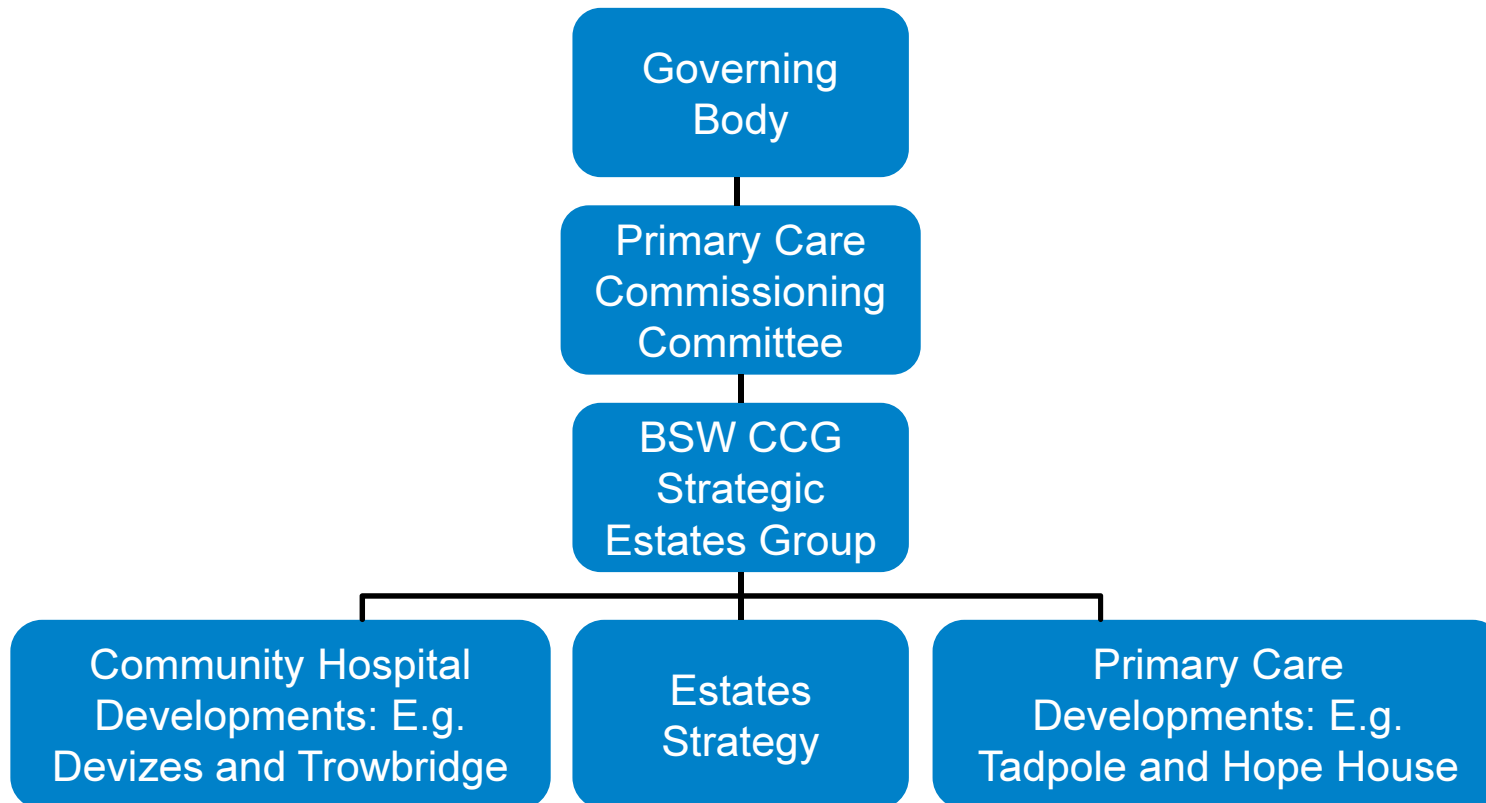 Governing
Body
Primary Care
Commissioning
Committee
BSW CCG
Strategic
Estates Group
Community Hospital
Developments: E.g.
Devizes and Trowbridge
Estates
Strategy
Primary Care
Developments: E.g.
Tadpole and Hope House